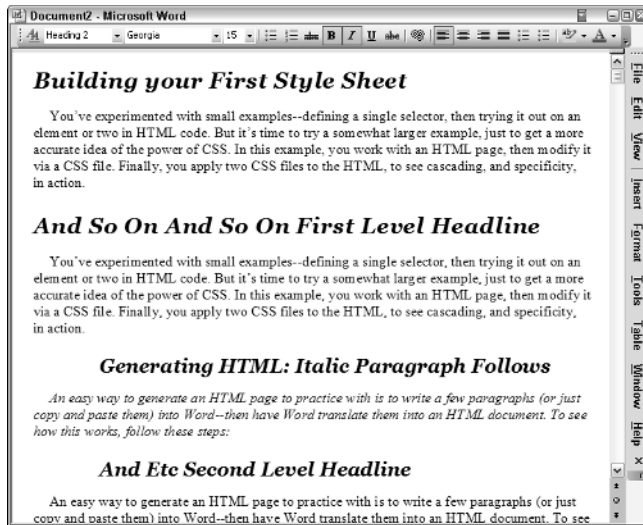 Document2 - Microsoft Word
Heading 2 Georgia 15 B I U abc A
Building your First Style Sheet
You've experimented with small examples--defining a single selector, then trying it out on an
element or two in HTML code. But it's time to try a somewhat larger example, just to get a more
accurate idea of the power of CSS. In this example, you work with an HTML page, then modify it
via a CSS file. Finally, you apply two CSS files to the HTML, to see cascading, and specificity,
in action.
And So On And So On First Level Headline
You've experimented with small examples--defining a single selector, then trying it out on an
element or two in HTML code. But it's time to try a somewhat larger example, just to get a more
accurate idea of the power of CSS. In this example, you work with an HTML page, then modify it
via a CSS file. Finally, you apply two CSS files to the HTML, to see cascading, and specificity,
in action.
Generating HTML: Italic Paragraph Follows
An easy way to generate an HTML page to practice with is to write a few paragraphs (or just
copy and paste them) into Word--then have Word translate them into an HTML document. To see
how this works, follow these steps:
And Etc Second Level Headline
An easy way to generate an HTML page to practice with is to write a few paragraphs (or just
copy and paste them) into Word--then have Word translate them into an HTML document. To see
File Edit View Insert Format Tools Table Window Help